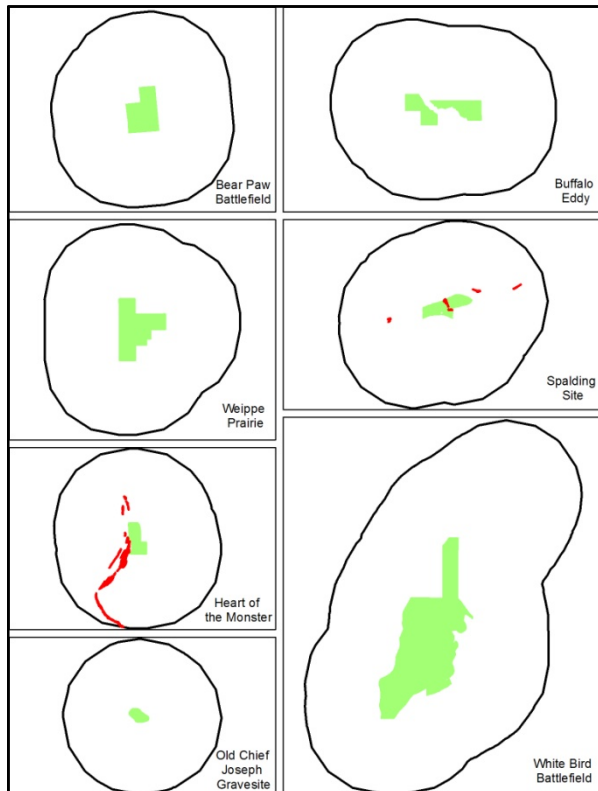 Bear Paw
Battlefield
Buffalo
Eddy
Weippe
Prairie
Spalding
Site
Heart of
the Monster
Old Chief
Joseph
Gravesite
White Bird
Battlefield